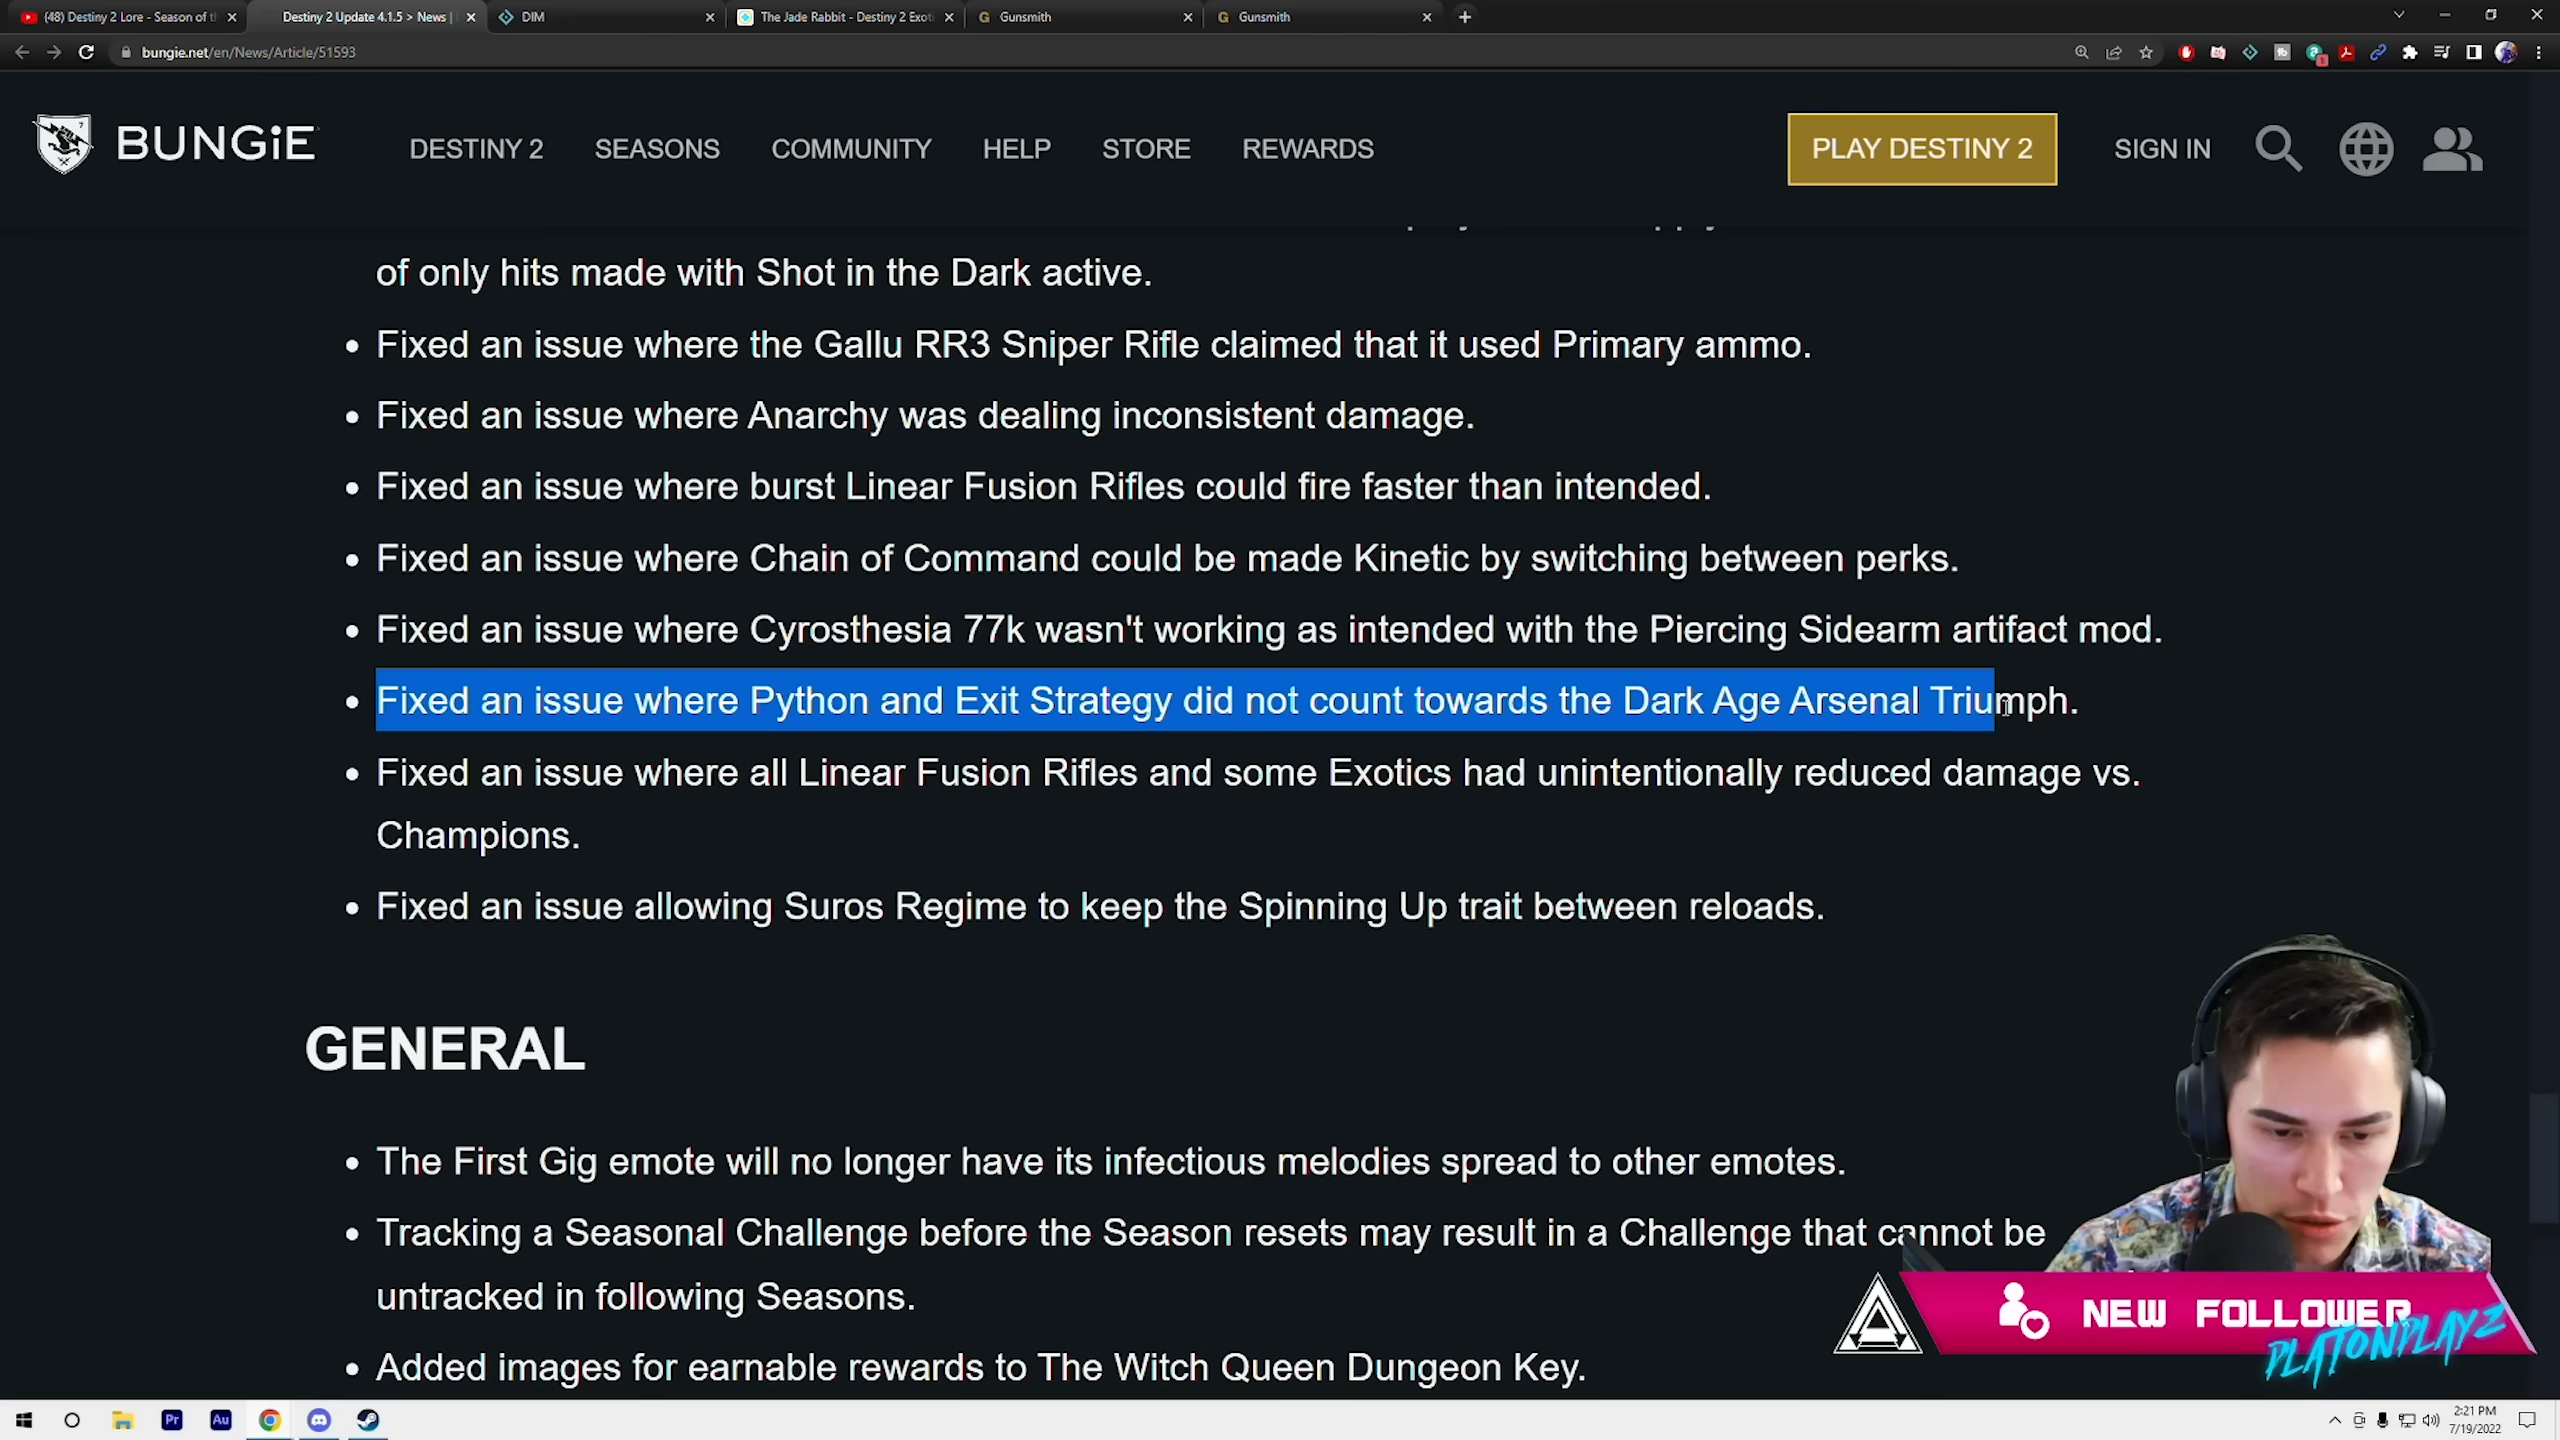 (48) Destiny 2 Lore - Season of t
Destiny 2 Update 4.1.5 > News |
DIM
The Jade Rabbit - Destiny 2 Exot
Gunsmith
Gunsmith
bungie.net/en/News/Article/51593
BUNGiE
DESTINY 2
SEASONS
COMMUNITY
HELP
STORE
REWARDS
PLAY DESTINY 2
SIGN IN
of only hits made with Shot in the Dark active.
• Fixed an issue where the Gallu RR3 Sniper Rifle claimed that it used Primary ammo.
• Fixed an issue where Anarchy was dealing inconsistent damage.
• Fixed an issue where burst Linear Fusion Rifles could fire faster than intended.
• Fixed an issue where Chain of Command could be made Kinetic by switching between perks.
• Fixed an issue where Cyrosthesia 77k wasn't working as intended with the Piercing Sidearm artifact mod.
• Fixed an issue where Python and Exit Strategy did not count towards the Dark Age Arsenal Triumph.
• Fixed an issue where all Linear Fusion Rifles and some Exotics had unintentionally reduced damage vs.
Champions.
• Fixed an issue allowing Suros Regime to keep the Spinning Up trait between reloads.
GENERAL
• The First Gig emote will no longer have its infectious melodies spread to other emotes.
• Tracking a Seasonal Challenge before the Season resets may result in a Challenge that cannot be
untracked in following Seasons.
• Added images for earnable rewards to The Witch Queen Dungeon Key.
NEW FOLLOWER
PLATONPLAYZ
Pr
Au
2:21 PM
7/19/2022